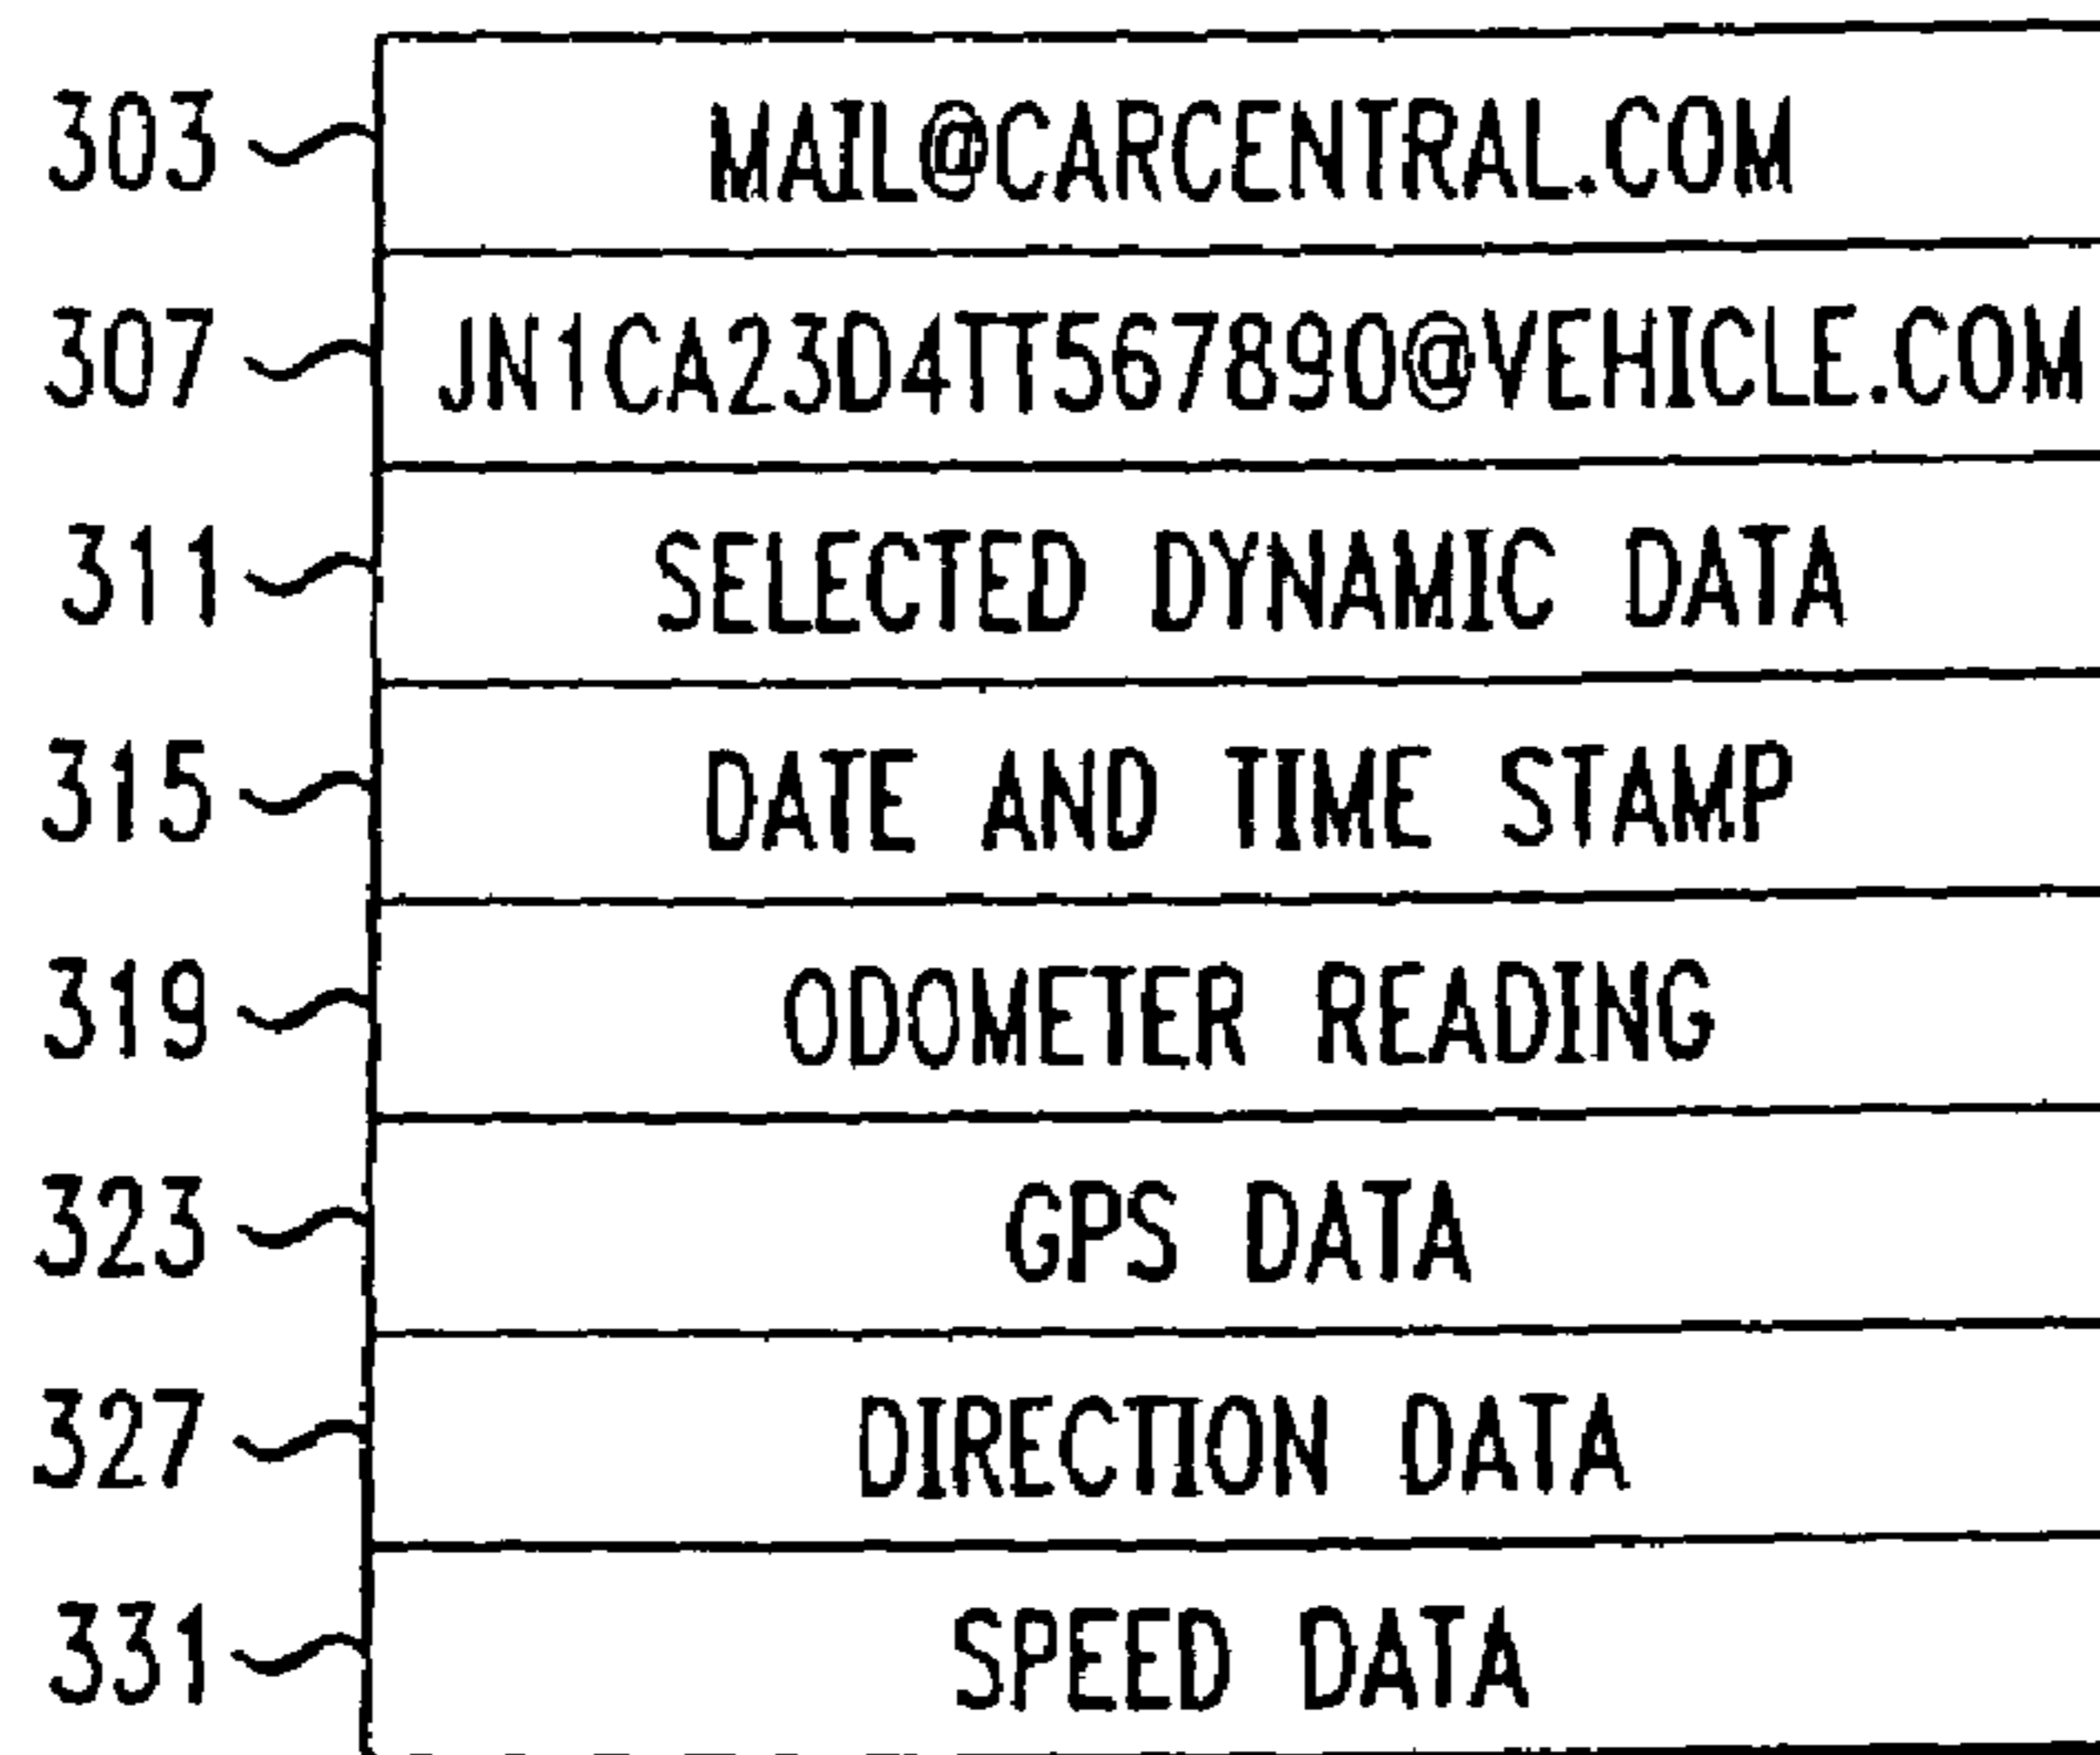 303 MAIL@CARCENTRAL.COM
307 JN1CA23D4TT567890@VEHICLE.COM
311 SELECTED DYNAMIC DATA
315 DATE AND TIME STAMP
319 ODOMETER READING
323 GPS DATA
327 DIRECTION DATA
331 SPEED DATA